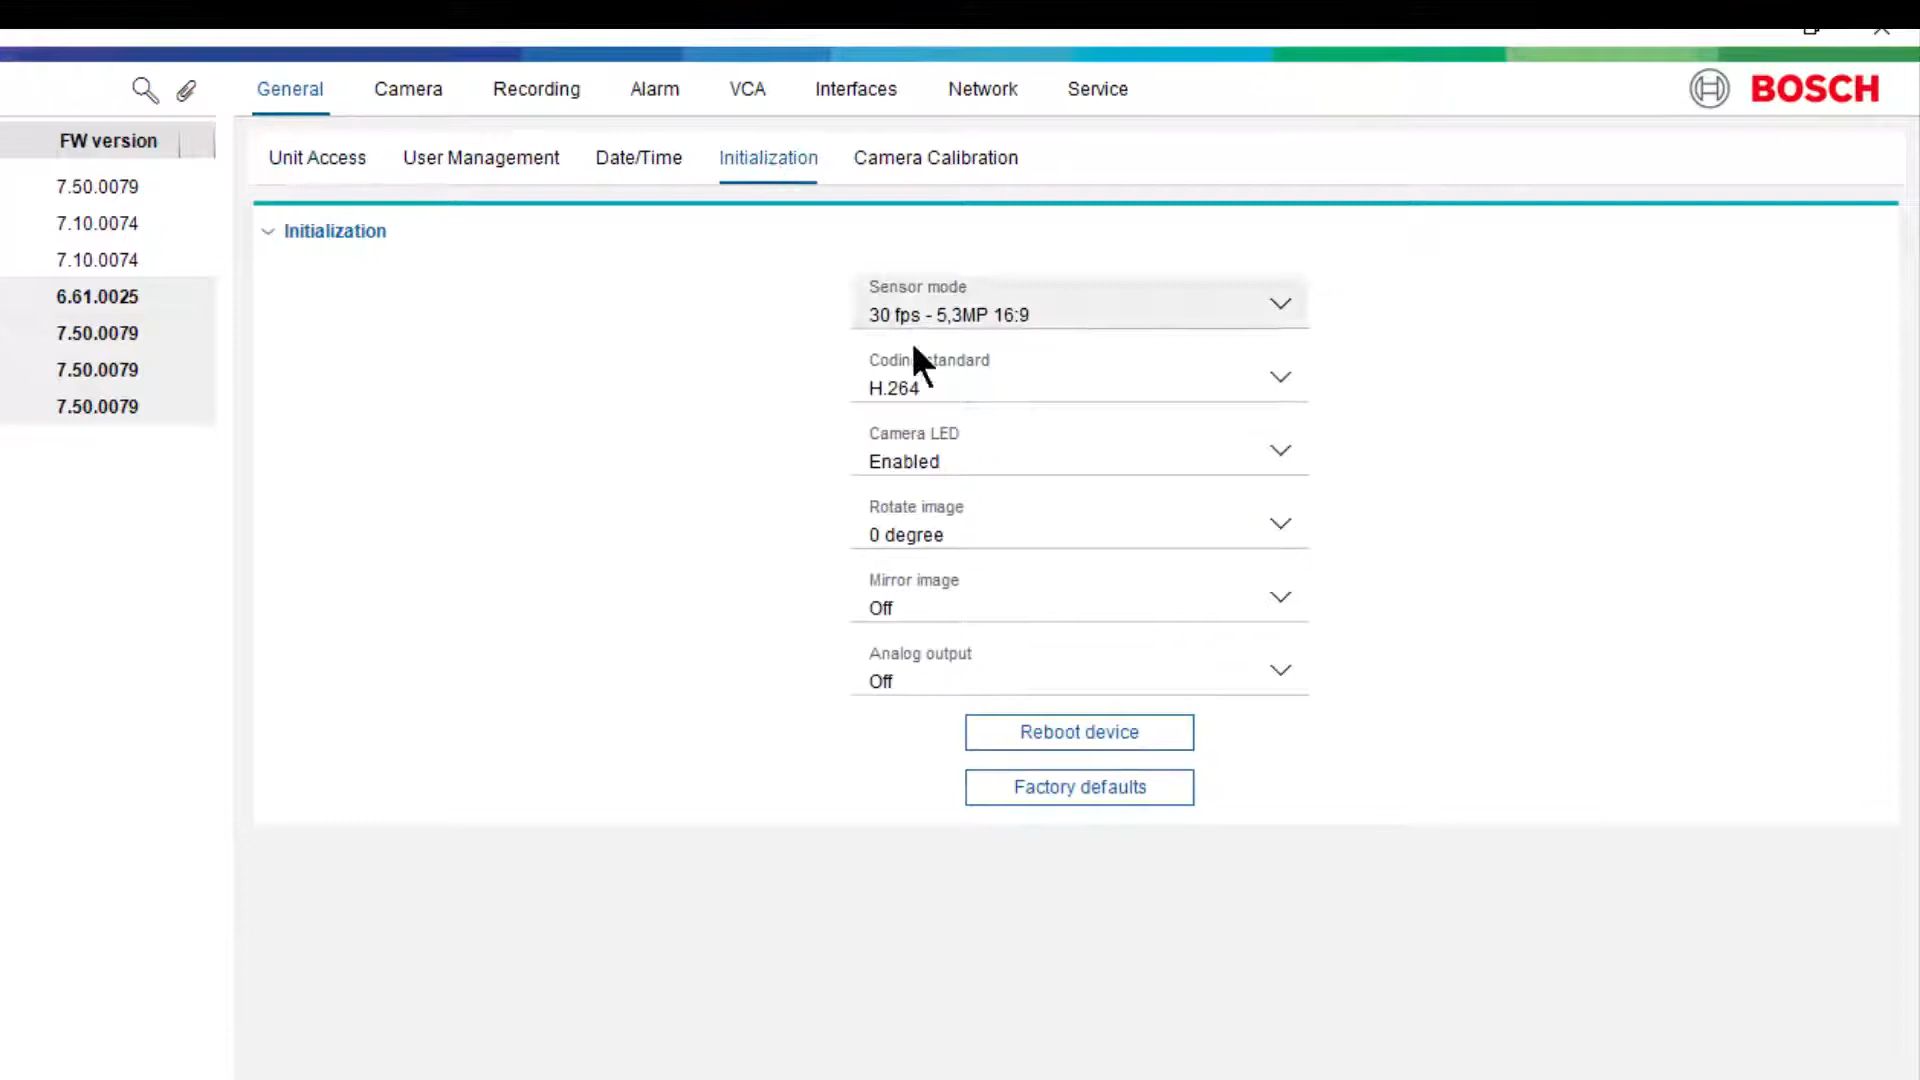 General Camera Recording Alarm VCA Interfaces Network Service
BOSCH
FW version
7.50.0079
7.10.0074
7.10.0074
6.61.0025
7.50.0079
7.50.0079
7.50.0079
Unit Access User Management Date/Time Initialization Camera Calibration
Initialization
Sensor mode
30 fps - 5,3MP 16:9
Coding standard
H.264
Camera LED
Enabled
Rotate image
0 degree
Mirror image
Off
Analog output
Off
Reboot device
Factory defaults